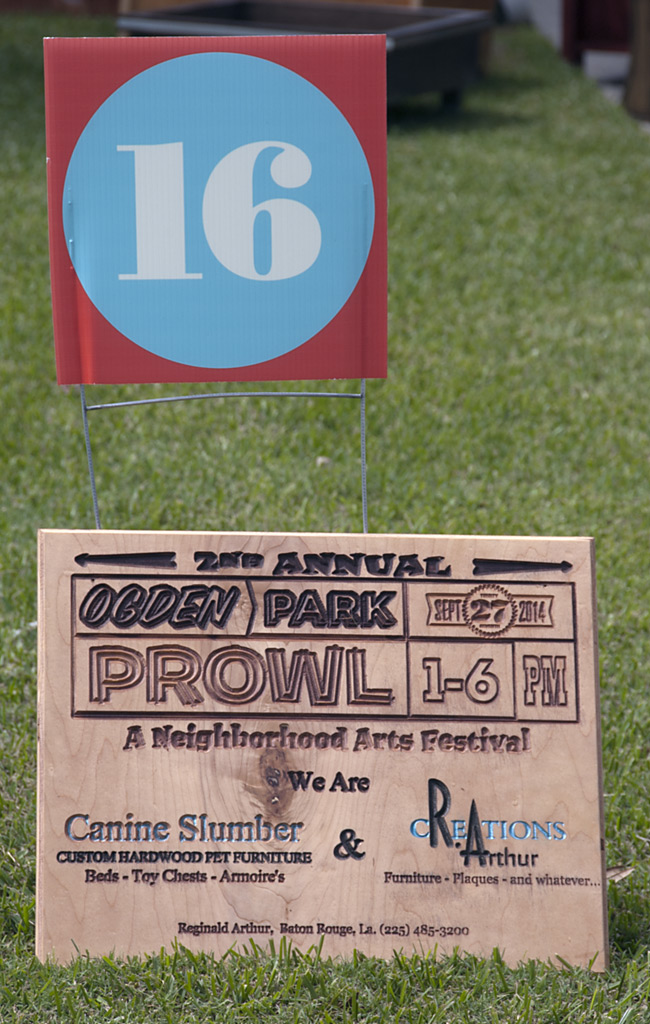 16
2ND ANNUAL
OGDEN PARK SEPT 27 2014
PROWL 1-6 PM
A Neighborhood Arts Festival
We Are
Canine Slumber & CREATIONS
CUSTOM HARDWOOD PET FURNITURE R. Arthur
Beds - Toy Chests - Armoire's Furniture - Plaques - and whatever...
Reginald Arthur, Baton Rouge, La. (225) 485-3200